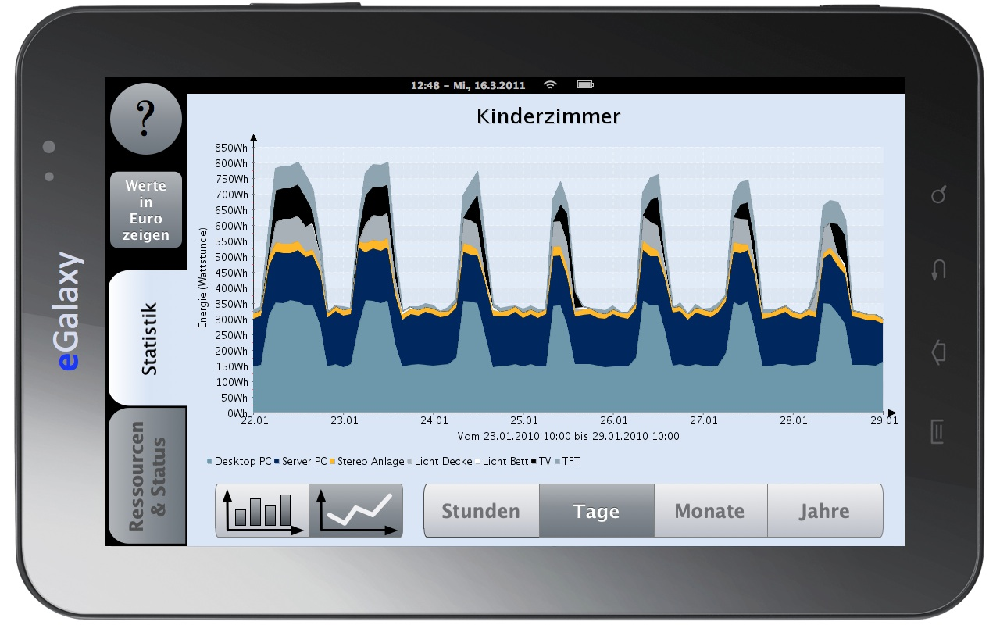 12:48 – Mi., 16.3.2011
?
Werte
in
Euro
zeigen
Statistik
Ressourcen
& Status
eGalaxy
Kinderzimmer
Energie (Wattstunde)
850Wh
800Wh
750Wh
700Wh
650Wh
600Wh
550Wh
500Wh
450Wh
400Wh
350Wh
300Wh
250Wh
200Wh
150Wh
100Wh
50Wh
0Wh
22.01 23.01 24.01 25.01 26.01 27.01 28.01 29.01
Vom 23.01.2010 10:00 bis 29.01.2010 10:00
Desktop PC Server PC Stereo Anlage Licht Decke Licht Bett TV TFT
Stunden Tage Monate Jahre